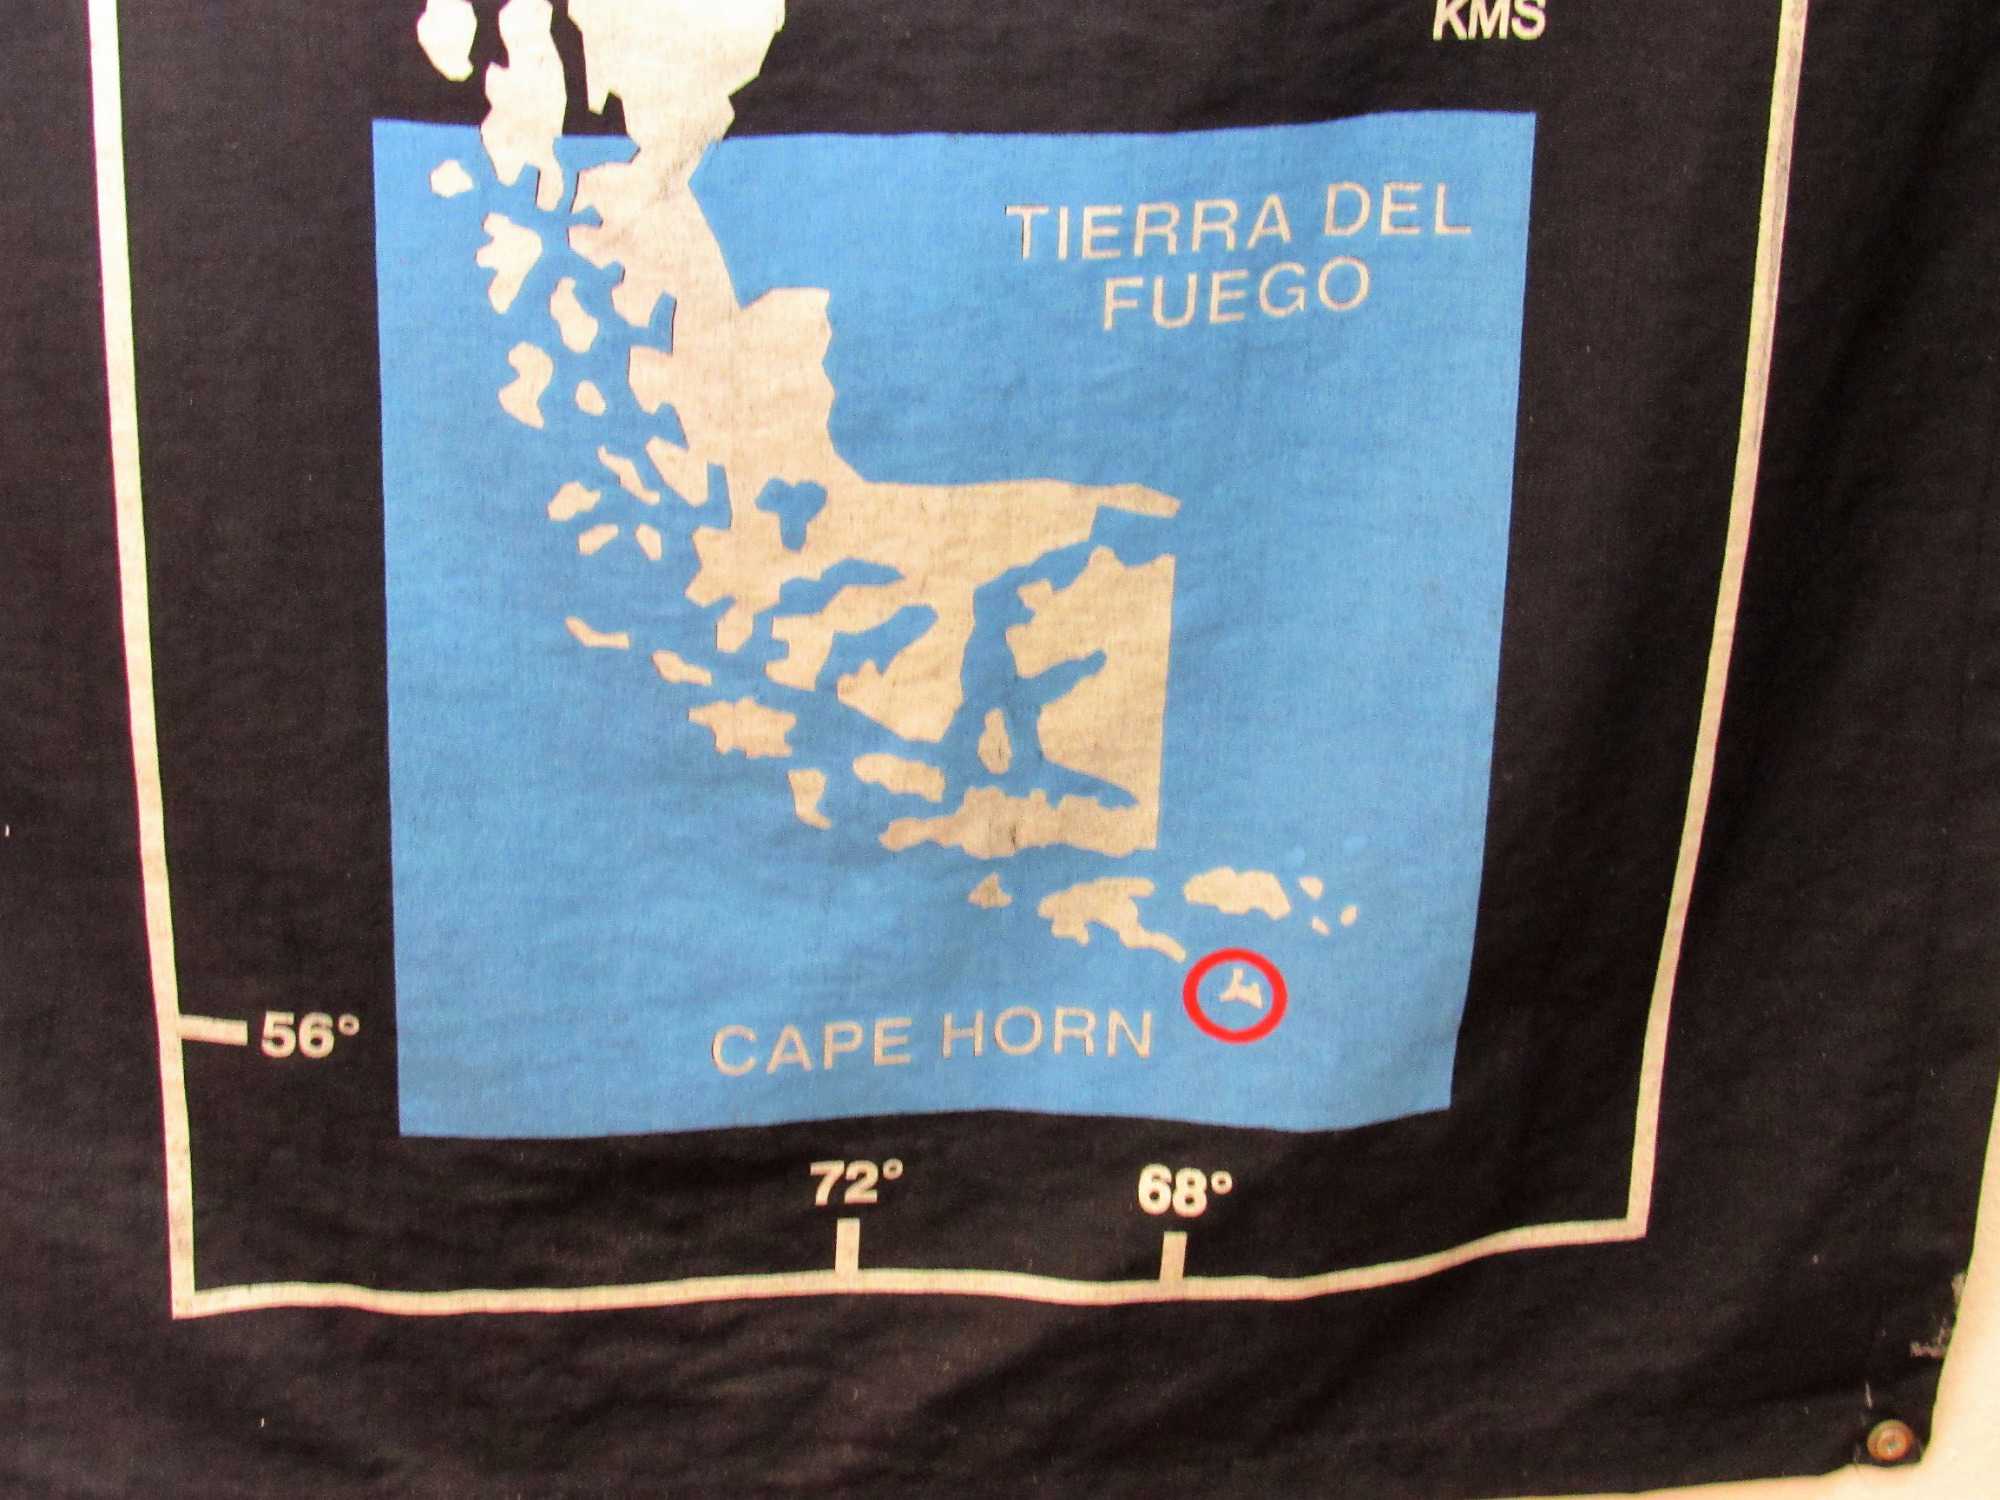 KMS
TIERRA DEL
FUEGO
CAPE HORN
56°
72°
68°